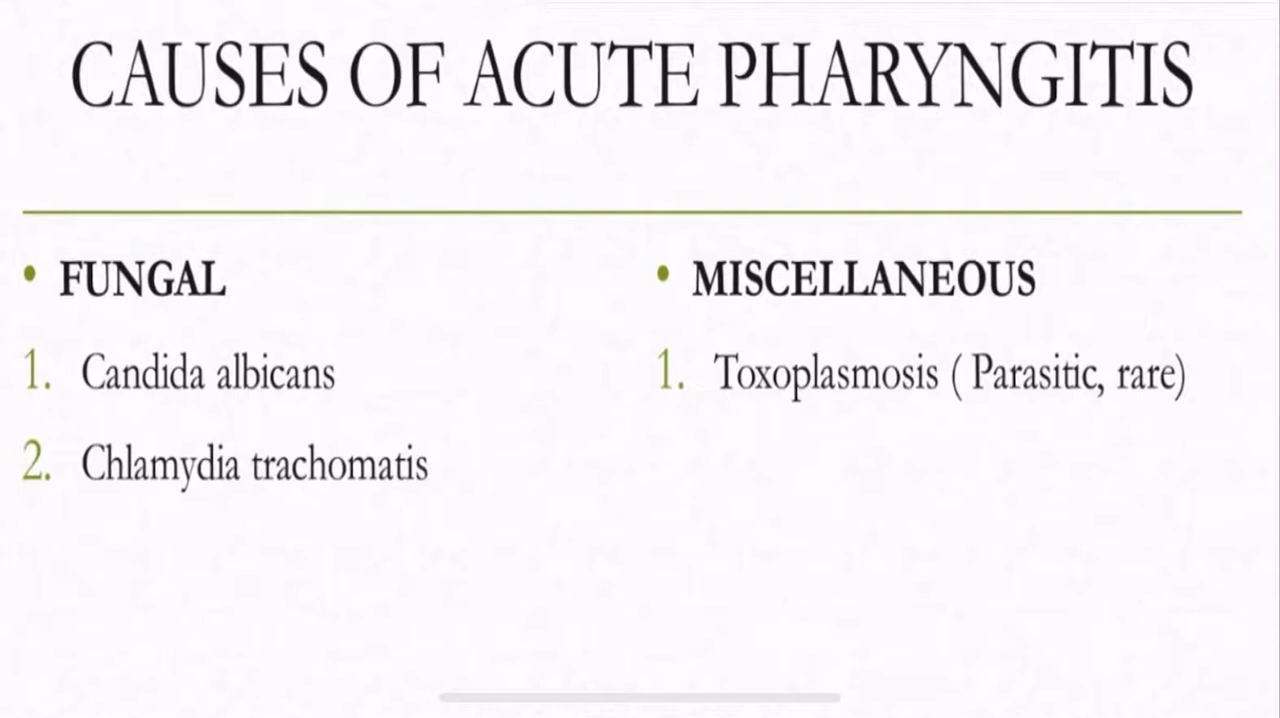 CAUSES OF ACUTE PHARYNGITIS
• FUNGAL
1. Candida albicans
2. Chlamydia trachomatis
• MISCELLANEOUS
1. Toxoplasmosis ( Parasitic, rare)